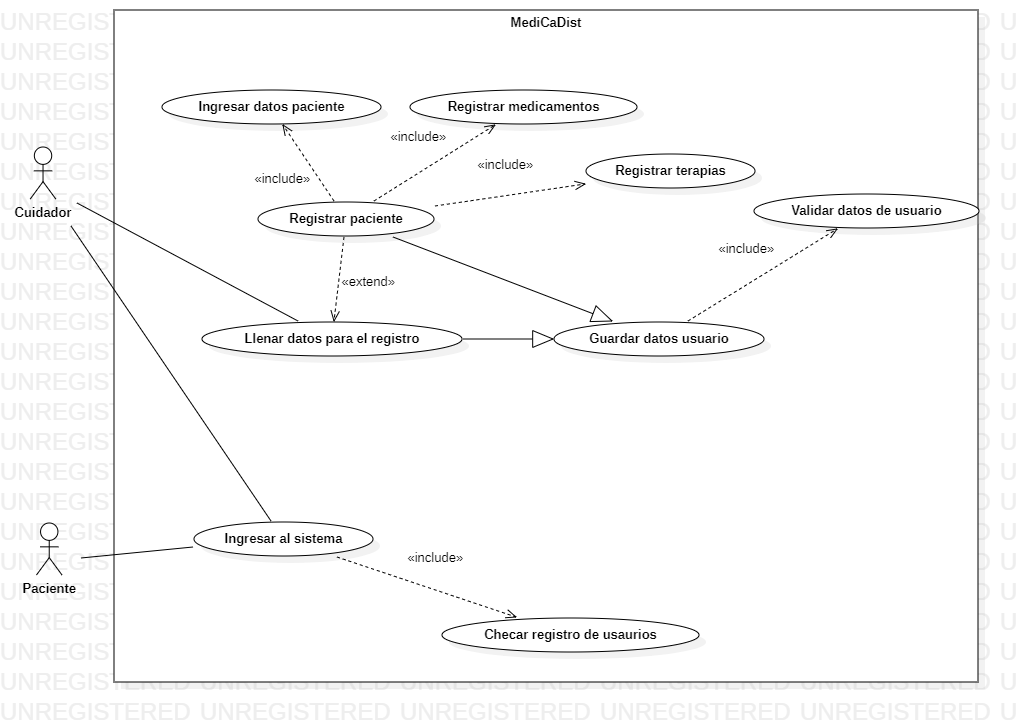 MediCaDist
Ingresar datos paciente
Registrar medicamentos
«include»
«include»
Registrar terapias
«include»
Cuidador
Registrar paciente
Validar datos de usuario
«include»
«extend»
Llenar datos para el registro
Guardar datos usuario
Ingresar al sistema
«include»
Paciente
Checar registro de usaurios
UNREGISTERED UNREGISTERED UNREGISTERED UNREGISTERED UNREGISTERED U